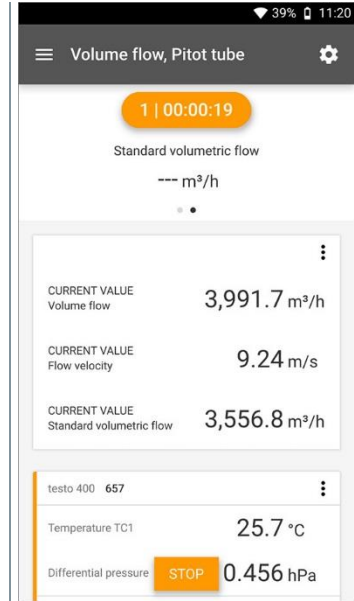 39% 11:20
Volume flow, Pitot tube
1 | 00:00:19
Standard volumetric flow
--- m³/h
CURRENT VALUE
Volume flow
3,991.7 m³/h
CURRENT VALUE
Flow velocity
9.24 m/s
CURRENT VALUE
Standard volumetric flow
3,556.8 m³/h
testo 400 657
Temperature TC1 25.7 °C
Differential pressure STOP 0.456 hPa